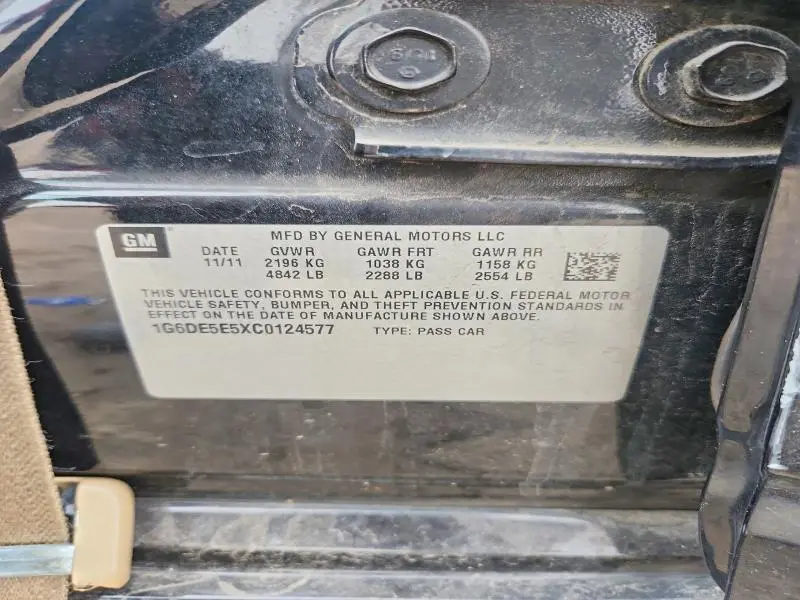 GM
MFD BY GENERAL MOTORS LLC
DATE GVWR GAWR FRT GAWR RR
11/11 2196 KG 1038 KG 1158 KG
4842 LB 2288 LB 2554 LB
THIS VEHICLE CONFORMS TO ALL APPLICABLE U.S. FEDERAL MOTOR
VEHICLE SAFETY, BUMPER, AND THEFT PREVENTION STANDARDS IN
EFFECT ON THE DATE OF MANUFACTURE SHOWN ABOVE.
1G6DE5E5XC0124577 TYPE: PASS CAR